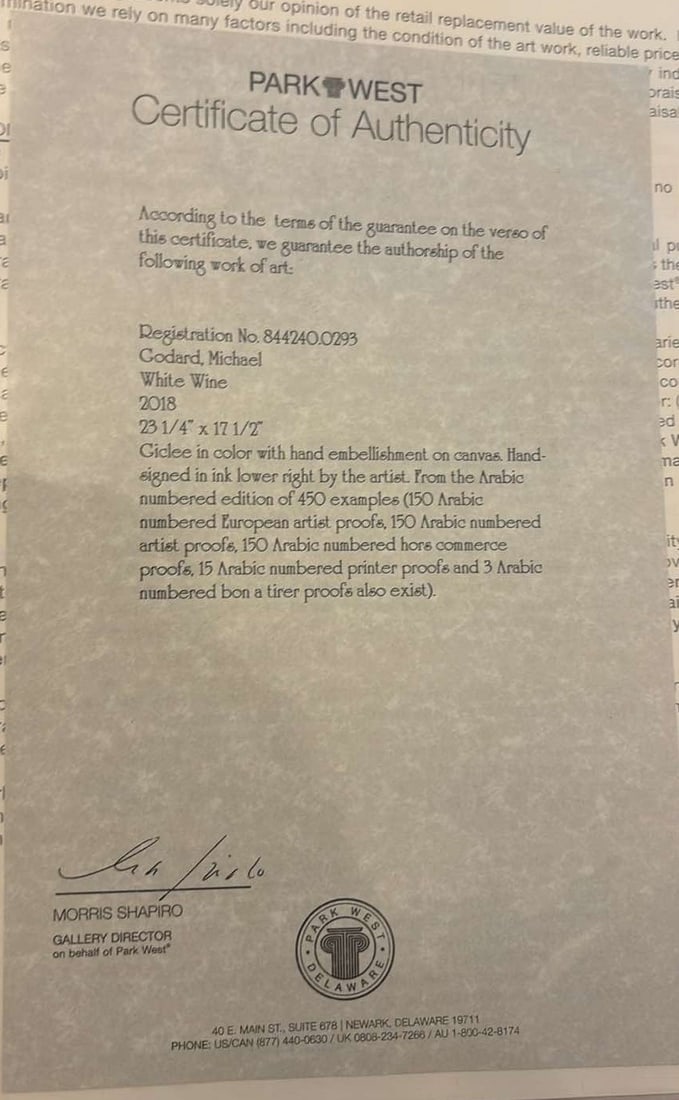 solely our opinion of the retail replacement value of the work.
mination we rely on many factors including the condition of the art work, reliable price
PARK WEST
Certificate of Authenticity
According to the terms of the guarantee on the verso of
this certificate, we guarantee the authorship of the
following work of art:
Registration No. 844240.0293
Godard, Michael
White Wine
2018
23 1/4" x 17 1/2"
Giclee in color with hand embellishment on canvas. Hand-
signed in ink lower right by the artist. From the Arabic
numbered edition of 450 examples (150 Arabic
numbered European artist proofs, 150 Arabic numbered
artist proofs, 150 Arabic numbered hors commerce
proofs, 15 Arabic numbered printer proofs and 3 Arabic
numbered bon a tirer proofs also exist).
MORRIS SHAPIRO
GALLERY DIRECTOR
on behalf of Park West®
PARK WEST
DELAWARE
40 E. MAIN ST., SUITE 678 | NEWARK, DELAWARE 19711
PHONE: US/CAN (877) 440-0630 / UK 0808-234-7266 / AU 1-800-42-8174